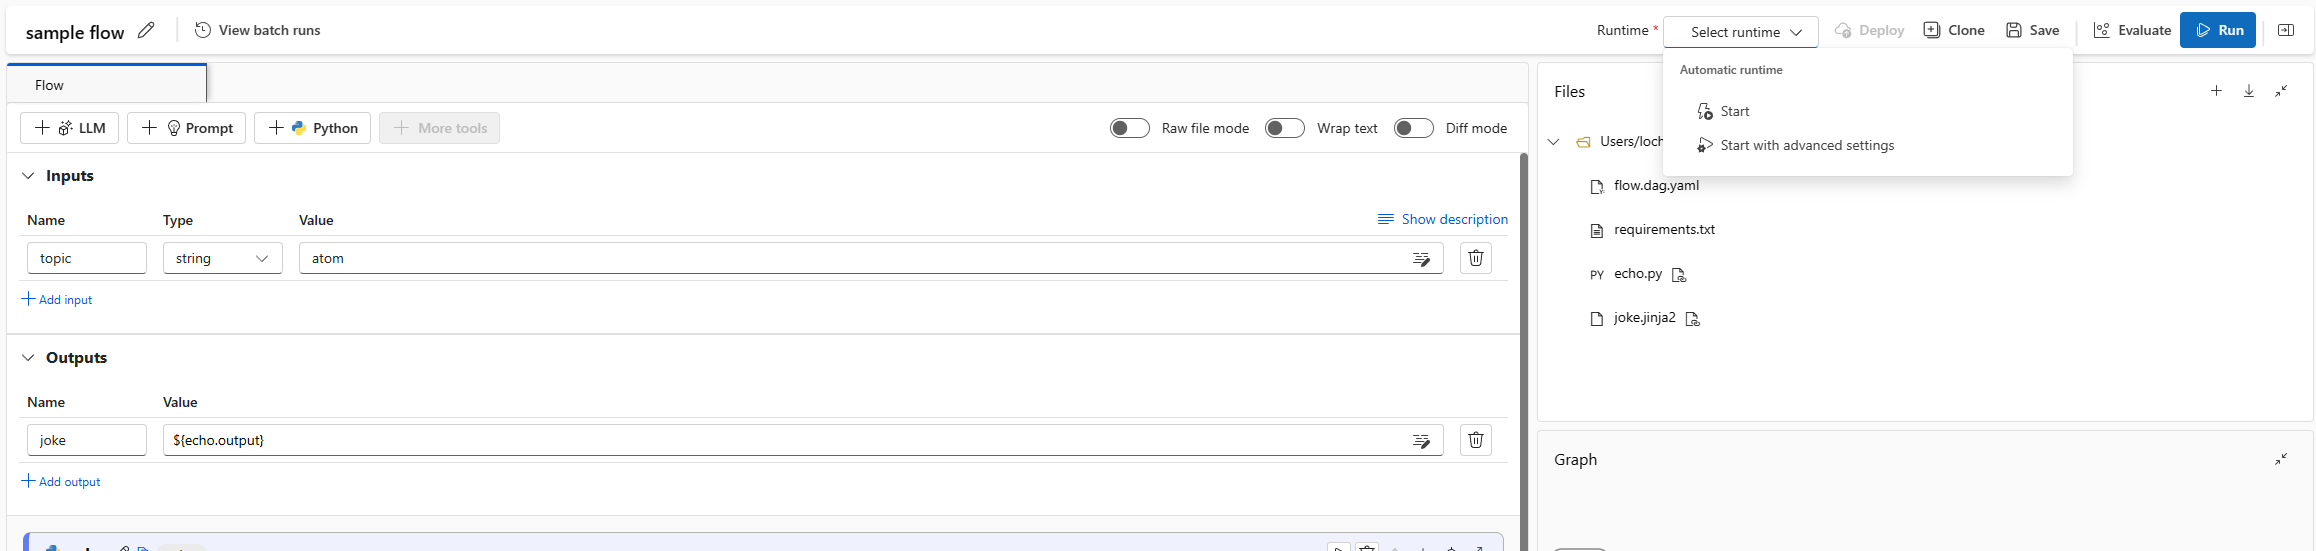 sample flow
View batch runs
Runtime * Select runtime Deploy Clone Save Evaluate Run
Automatic runtime
Start
Start with advanced settings
Flow
LLM Prompt Python More tools
Raw file mode Wrap text Diff mode
Inputs
Name Type Value Show description
topic string atom
Add input
Outputs
Name Value
joke ${echo.output}
Add output
Files
Users/loch
flow.dag.yaml
requirements.txt
PY echo.py
joke.jinja2
Graph